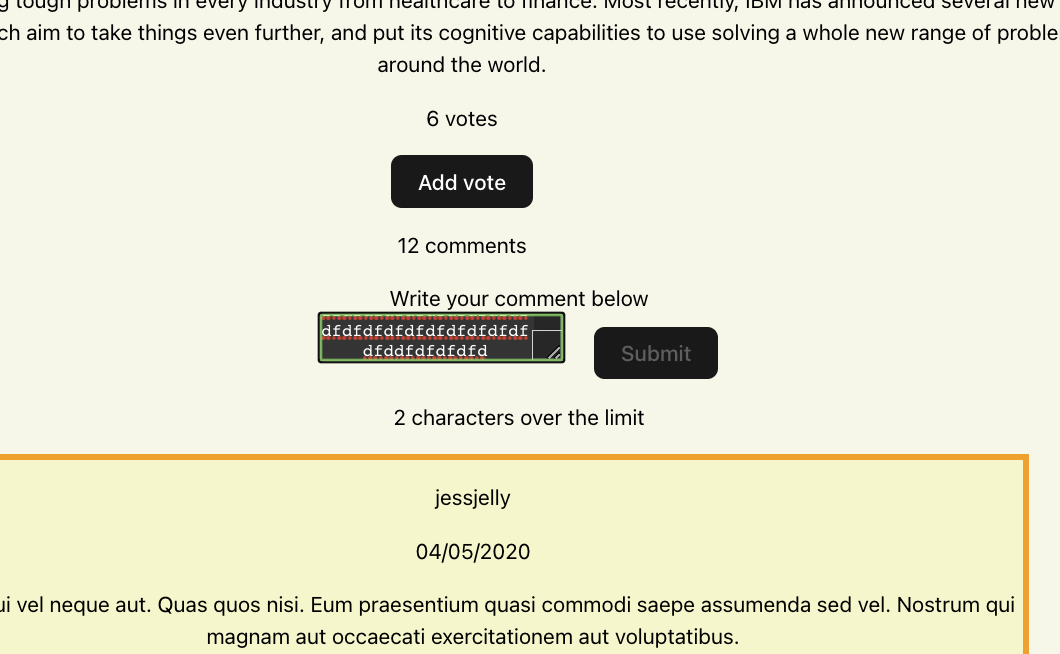 g tough problems in every industry from healthcare to finance. Most recently, IBM has announced several new
ch aim to take things even further, and put its cognitive capabilities to use solving a whole new range of proble
around the world.
6 votes
Add vote
12 comments
Write your comment below
dfdfdfdfdfdfdfdfdfdf
dfddfdfdfdfd
Submit
2 characters over the limit
jessjelly
04/05/2020
ui vel neque aut. Quas quos nisi. Eum praesentium quasi commodi saepe assumenda sed vel. Nostrum qui
magnam aut occaecati exercitationem aut voluptatibus.